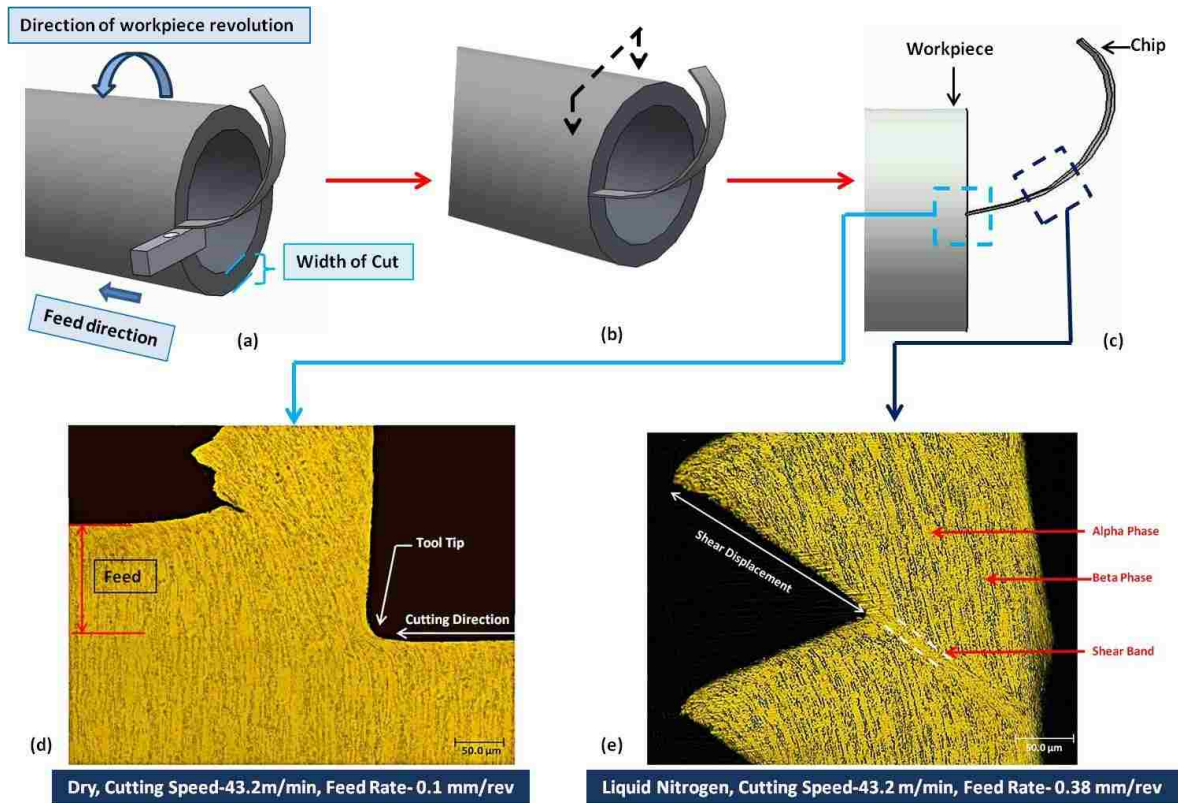 Direction of workpiece revolution
Width of Cut
Feed direction
(a)
(b)
Workpiece
Chip
(c)
Feed
Tool Tip
Cutting Direction
50.0 µm
(d)
Dry, Cutting Speed-43.2m/min, Feed Rate- 0.1 mm/rev
Shear Displacement
Alpha Phase
Beta Phase
Shear Band
50.0 µm
(e)
Liquid Nitrogen, Cutting Speed-43.2 m/min, Feed Rate- 0.38 mm/rev